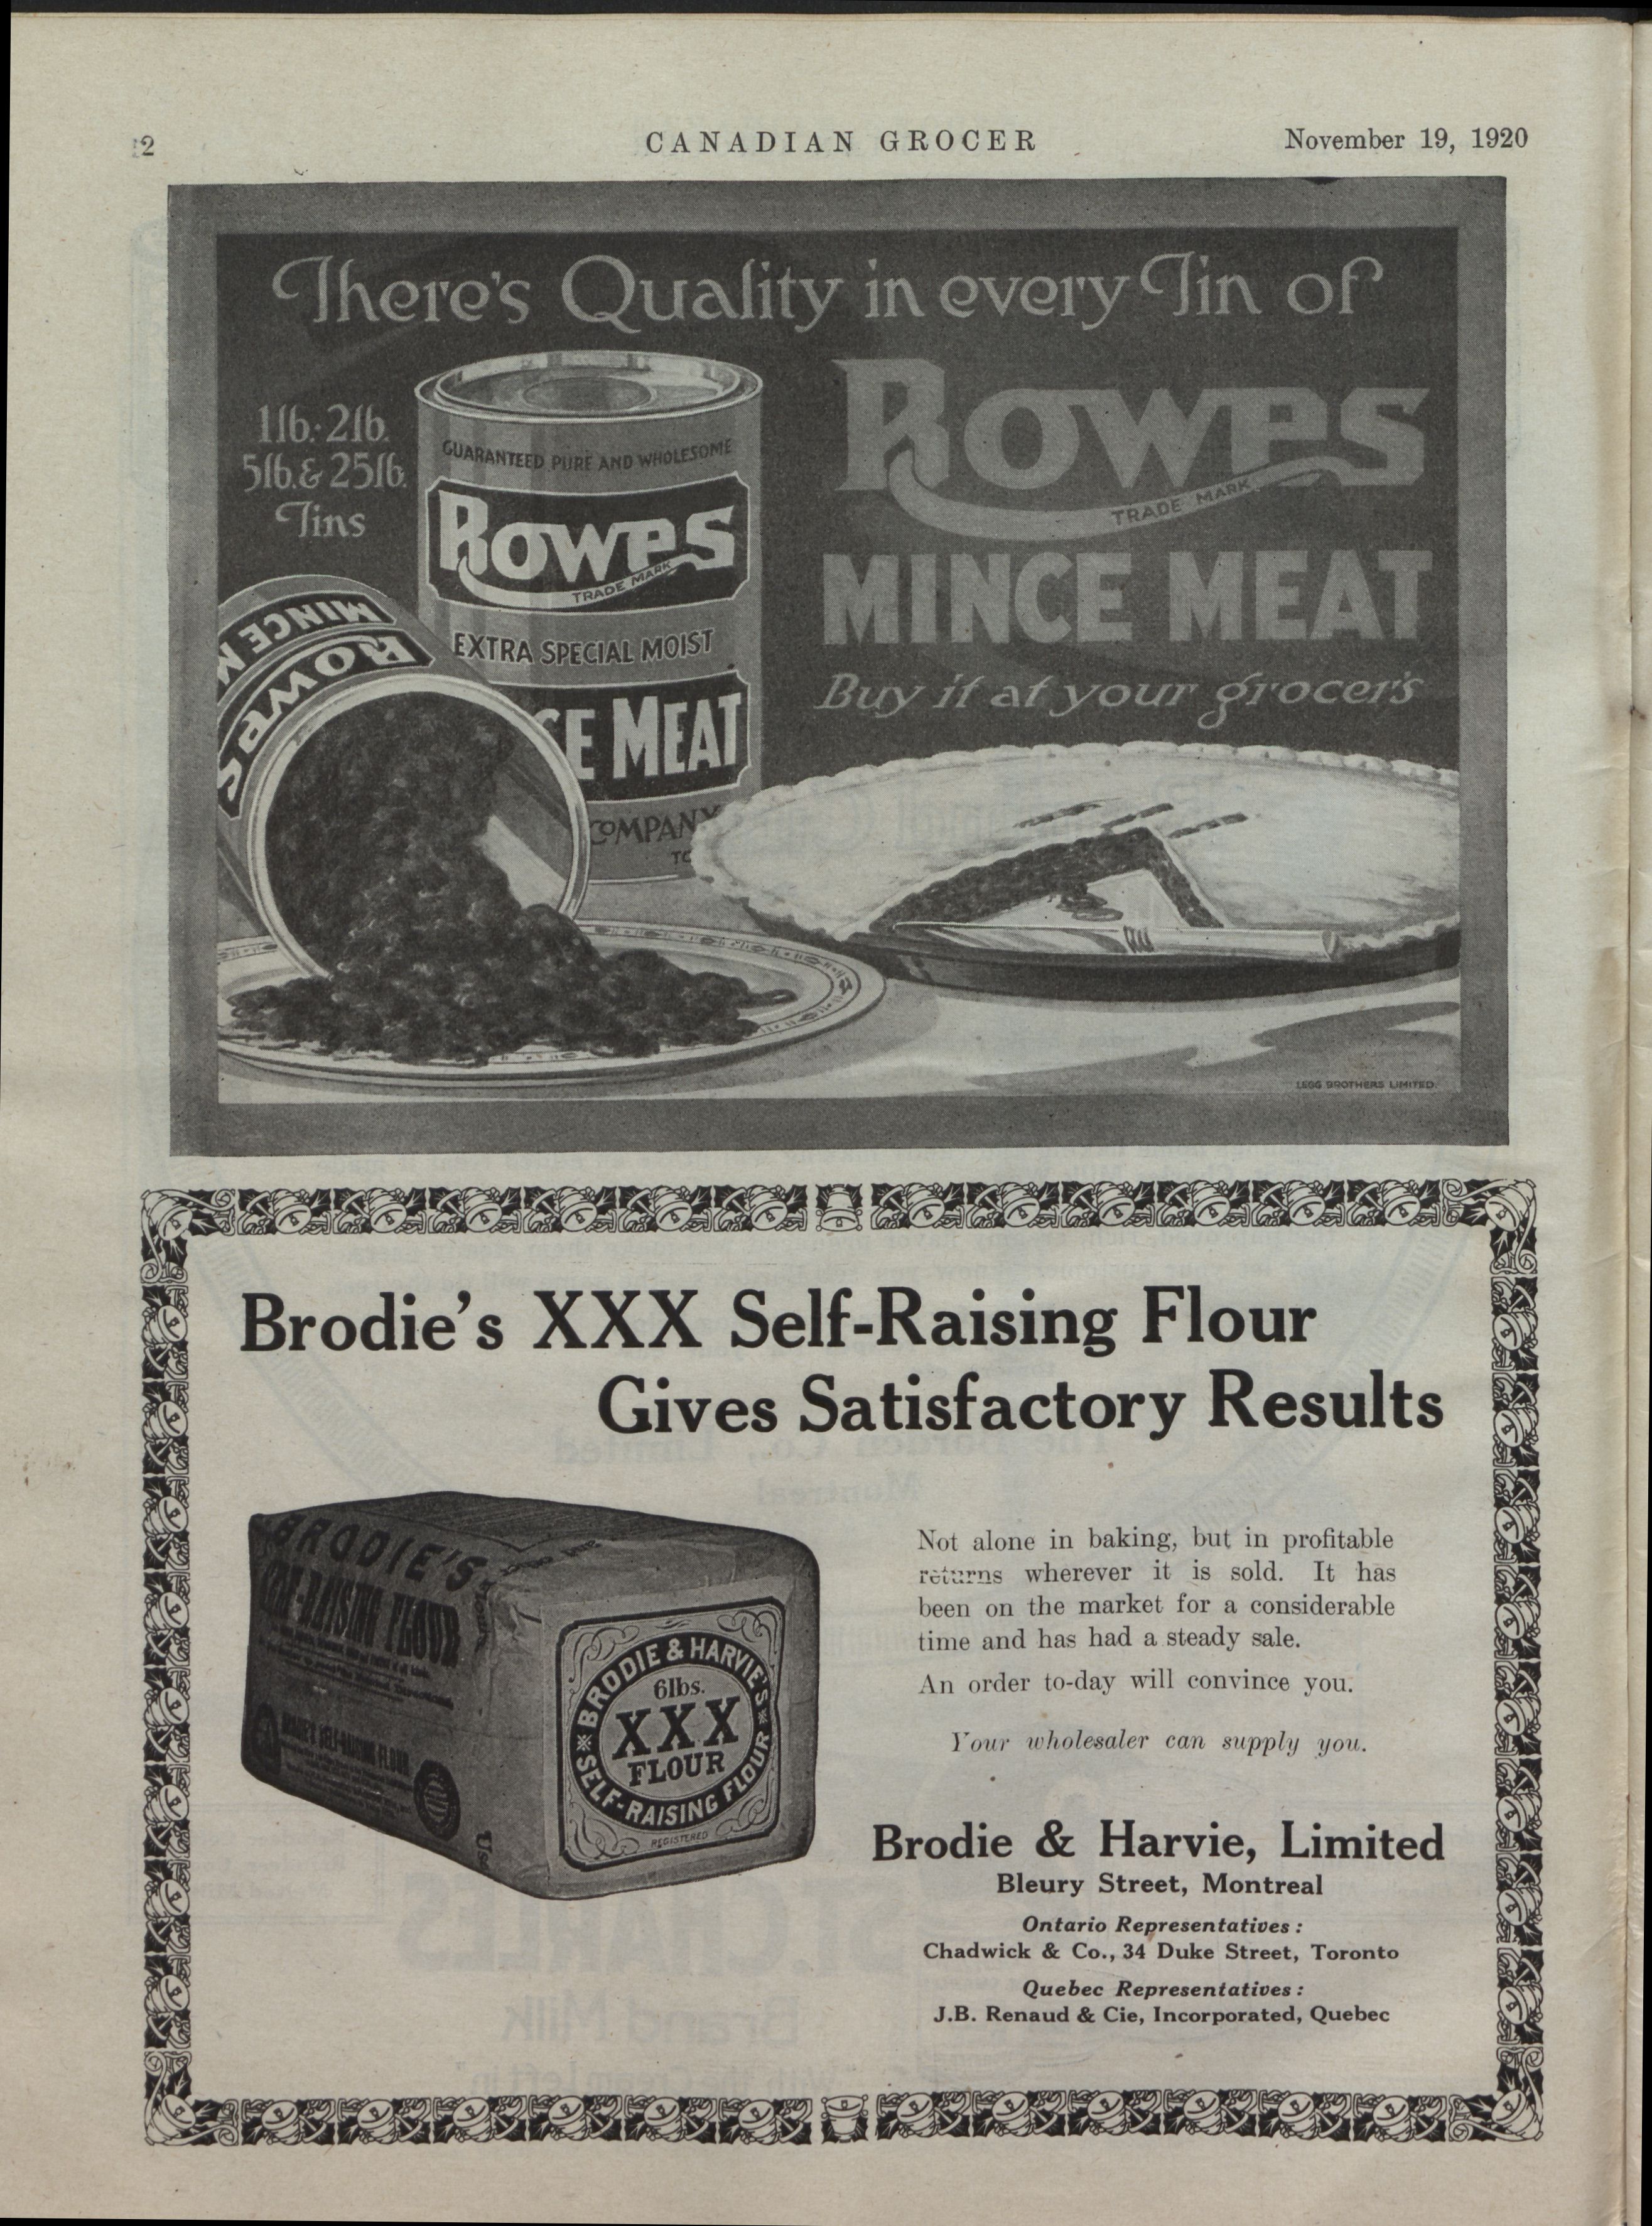 2
CANADIAN GROCER
November 19, 1920
There's Quality in every Tin of
1lb. 2lb.
5lb. & 25lb.
Tins
GUARANTEED PURE AND WHOLESOME
ROWES
TRADE MARK
EXTRA SPECIAL MOIST
CE MEAT
COMPANY
TO
MINCE M
ROWES
ROWES
TRADE MARK
MINCE MEAT
Buy it at your grocer's
LEGG BROTHERS LIMITED.
Brodie's XXX Self-Raising Flour
Gives Satisfactory Results
BRODIE'S
RAISING FLOUR
SELF-RAISING FLOUR
Use
BRODIE & HARVIE'S
6lbs.
XXX
FLOUR
SELF-RAISING FLOUR
REGISTERED
Not alone in baking, but in profitable
returns wherever it is sold. It has
been on the market for a considerable
time and has had a steady sale.
An order to-day will convince you.
Your wholesaler can supply you.
Brodie & Harvie, Limited
Bleury Street, Montreal
Ontario Representatives:
Chadwick & Co., 34 Duke Street, Toronto
Quebec Representatives:
J.B. Renaud & Cie, Incorporated, Quebec